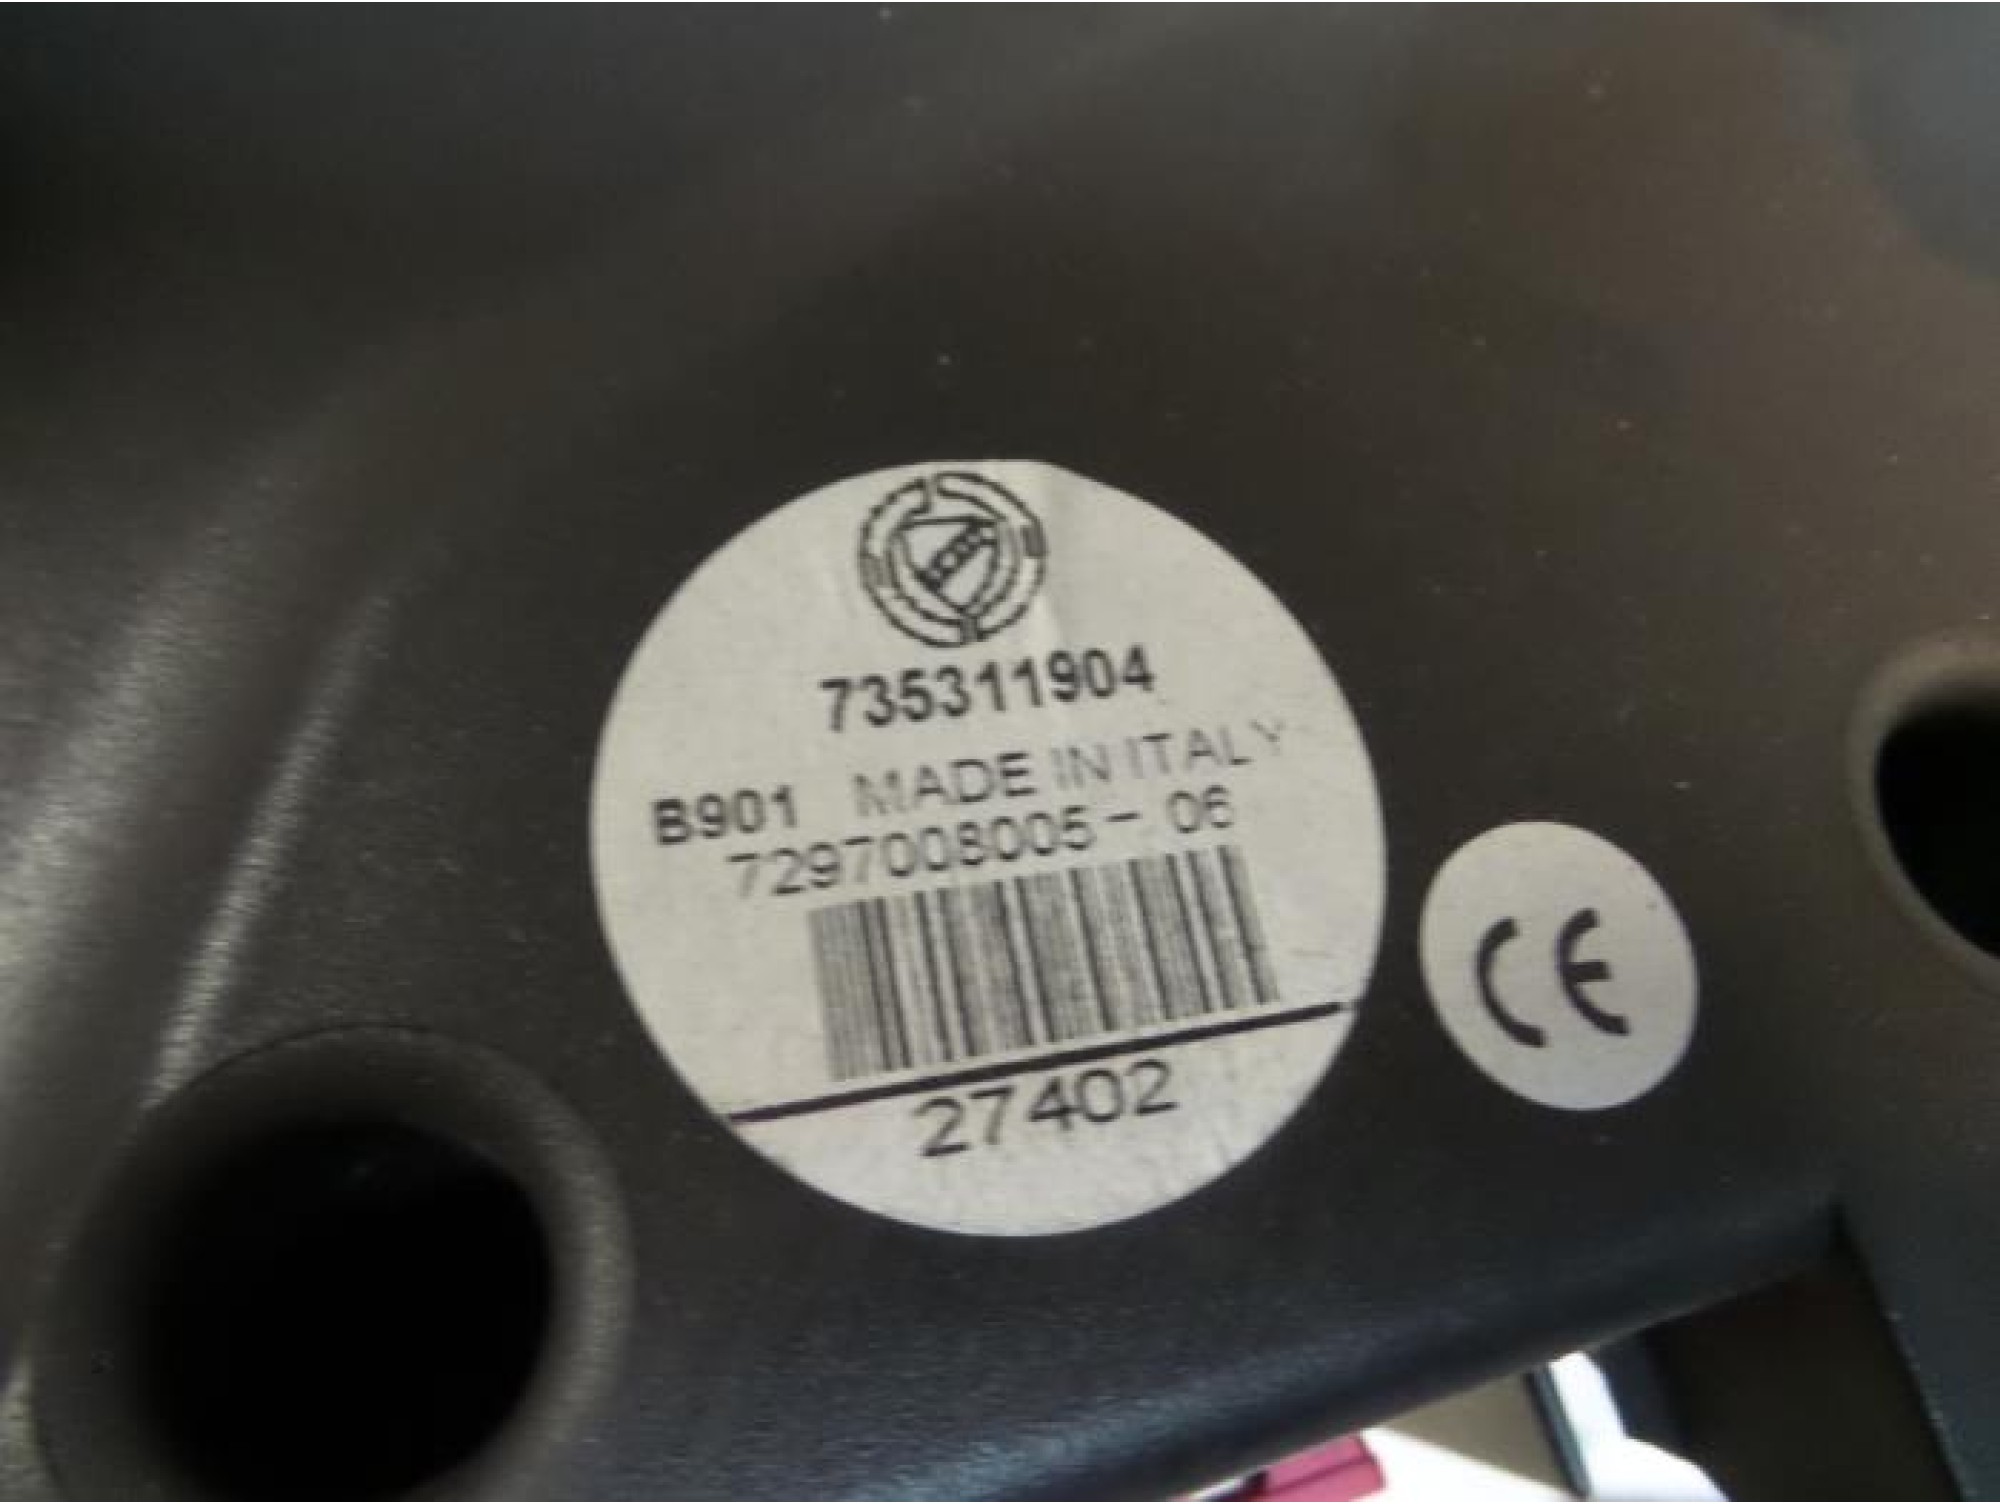 735311904
B901 MADE IN ITALY
7297008005-06
27402
CE